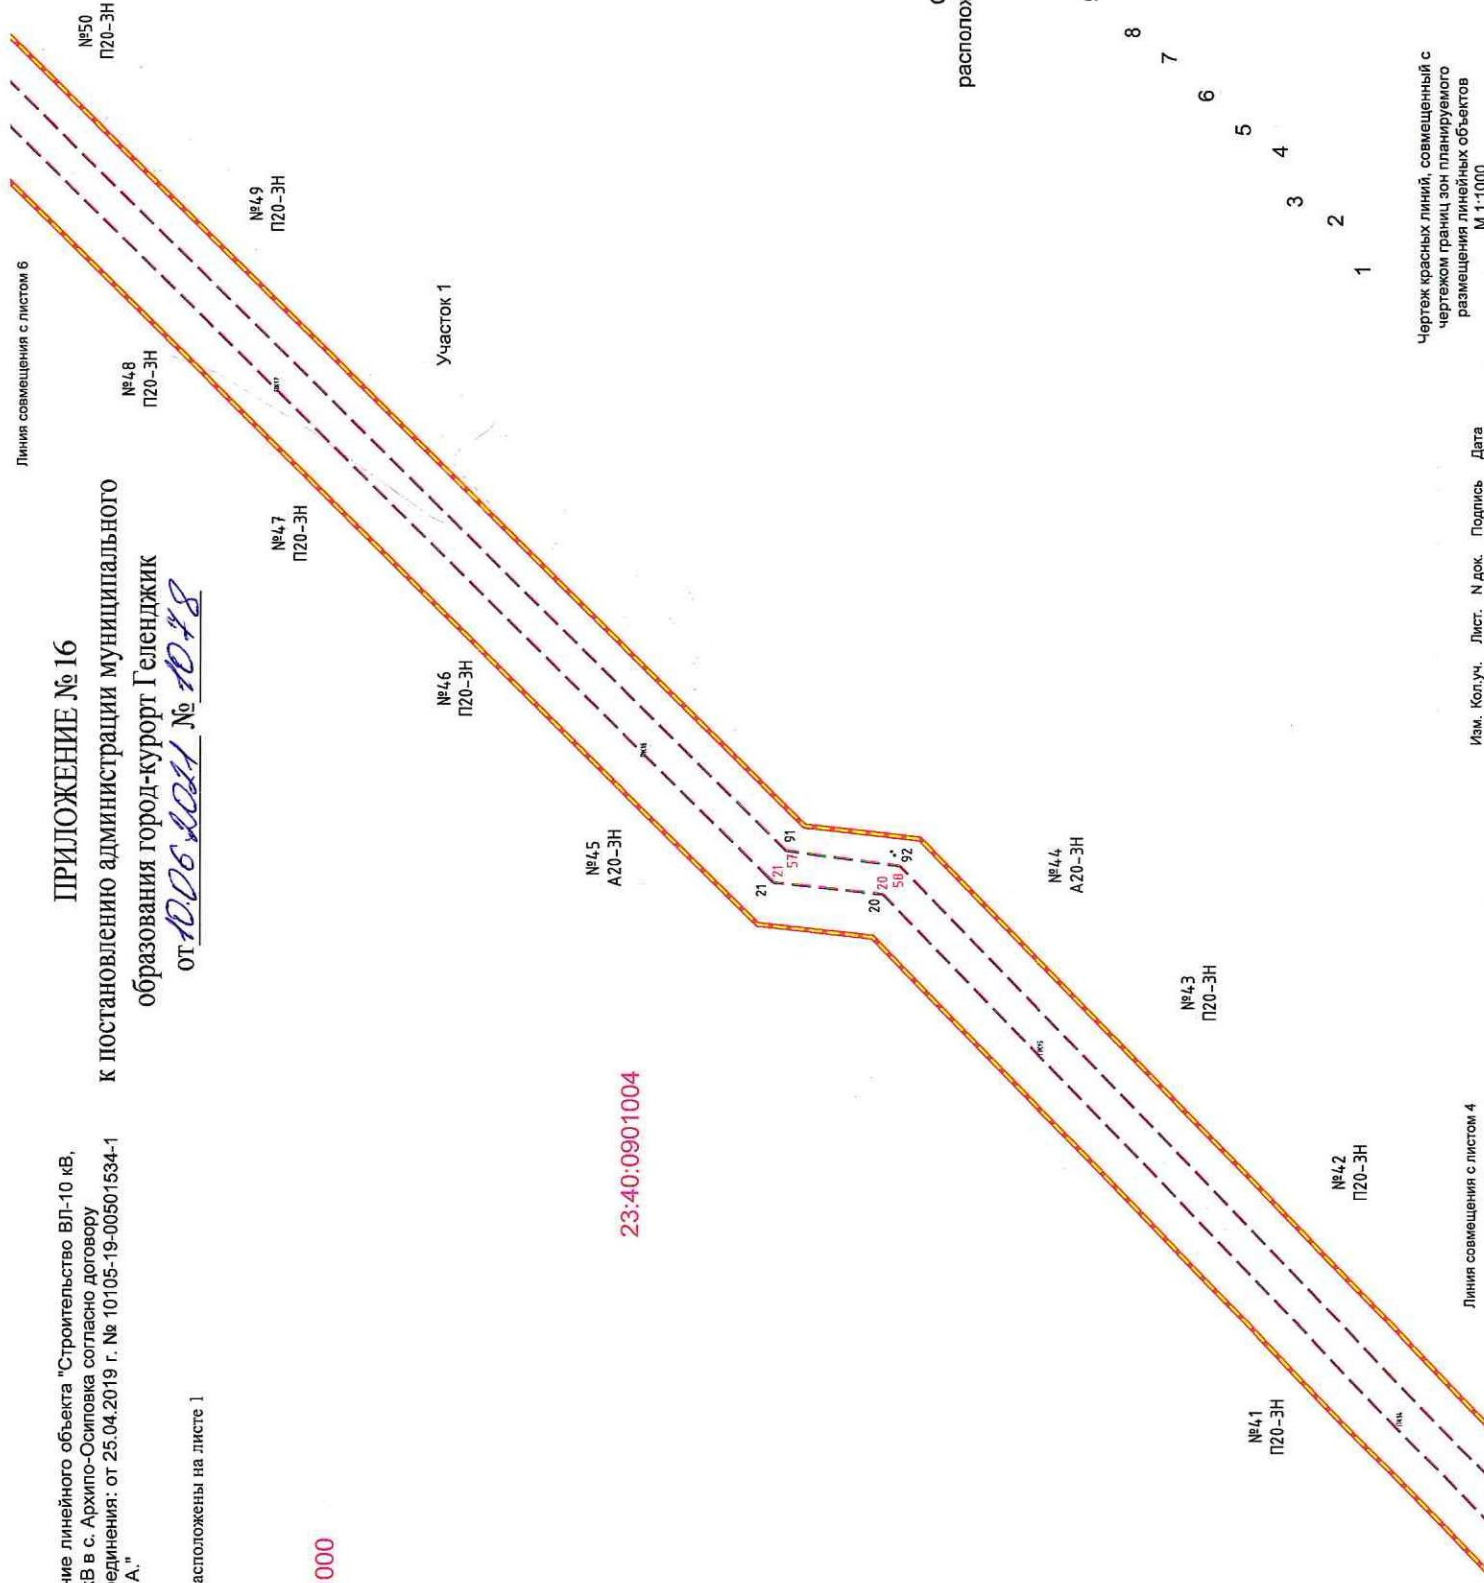 ПРИЛОЖЕНИЕ № 16
к постановлению администрации муниципального
образования город-курорт Геленджик
от 10.06.2021 № 1078
ние линейного объекта "Строительство ВЛ-10 кВ,
кВ в с. Архипо-Осиповка согласно договору
единения: от 25.04.2019 г. № 10105-19-00501534-1
А."
асположены на листе 1
000
23:40:0901004
Линия совмещения с листом 6
№50
П20-3Н
№49
П20-3Н
№48
П20-3Н
№47
П20-3Н
Участок 1
№46
П20-3Н
№45
А20-3Н
21
21
57
91
20
20
58
92
№44
А20-3Н
№43
П20-3Н
№42
П20-3Н
№41
П20-3Н
Линия совмещения с листом 4
располож
8
7
6
5
4
3
2
1
Чертеж красных линий, совмещенный с
чертежом границ зон планируемого
размещения линейных объектов
М 1:1000
Изм. Кол.уч. Лист. N док. Подпись Дата